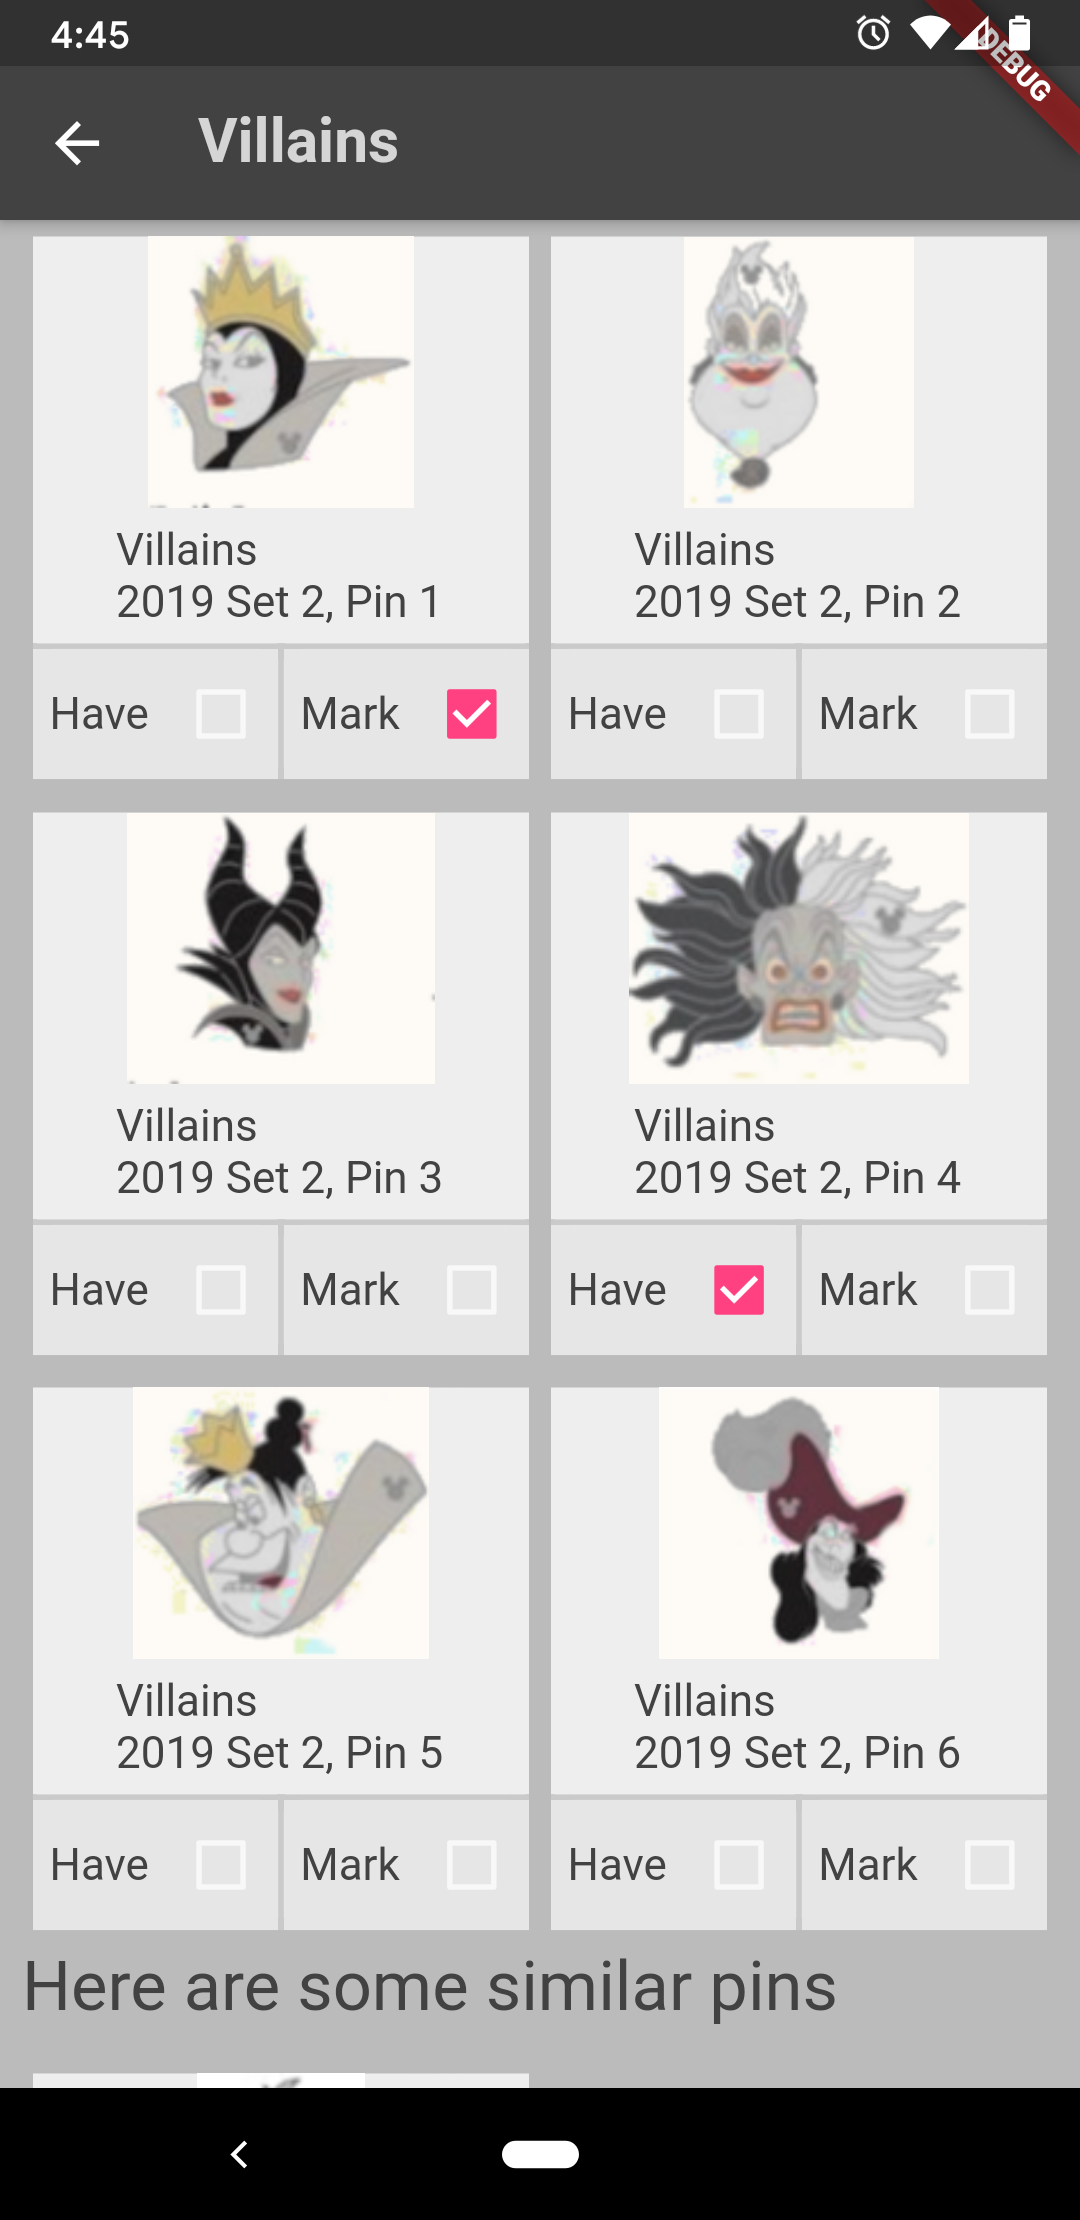 4:45
DEBUG
Villains
Villains
2019 Set 2, Pin 1
Villains
2019 Set 2, Pin 2
Have
Mark
Have
Mark
Villains
2019 Set 2, Pin 3
Villains
2019 Set 2, Pin 4
Have
Mark
Have
Mark
Villains
2019 Set 2, Pin 5
Villains
2019 Set 2, Pin 6
Have
Mark
Have
Mark
Here are some similar pins